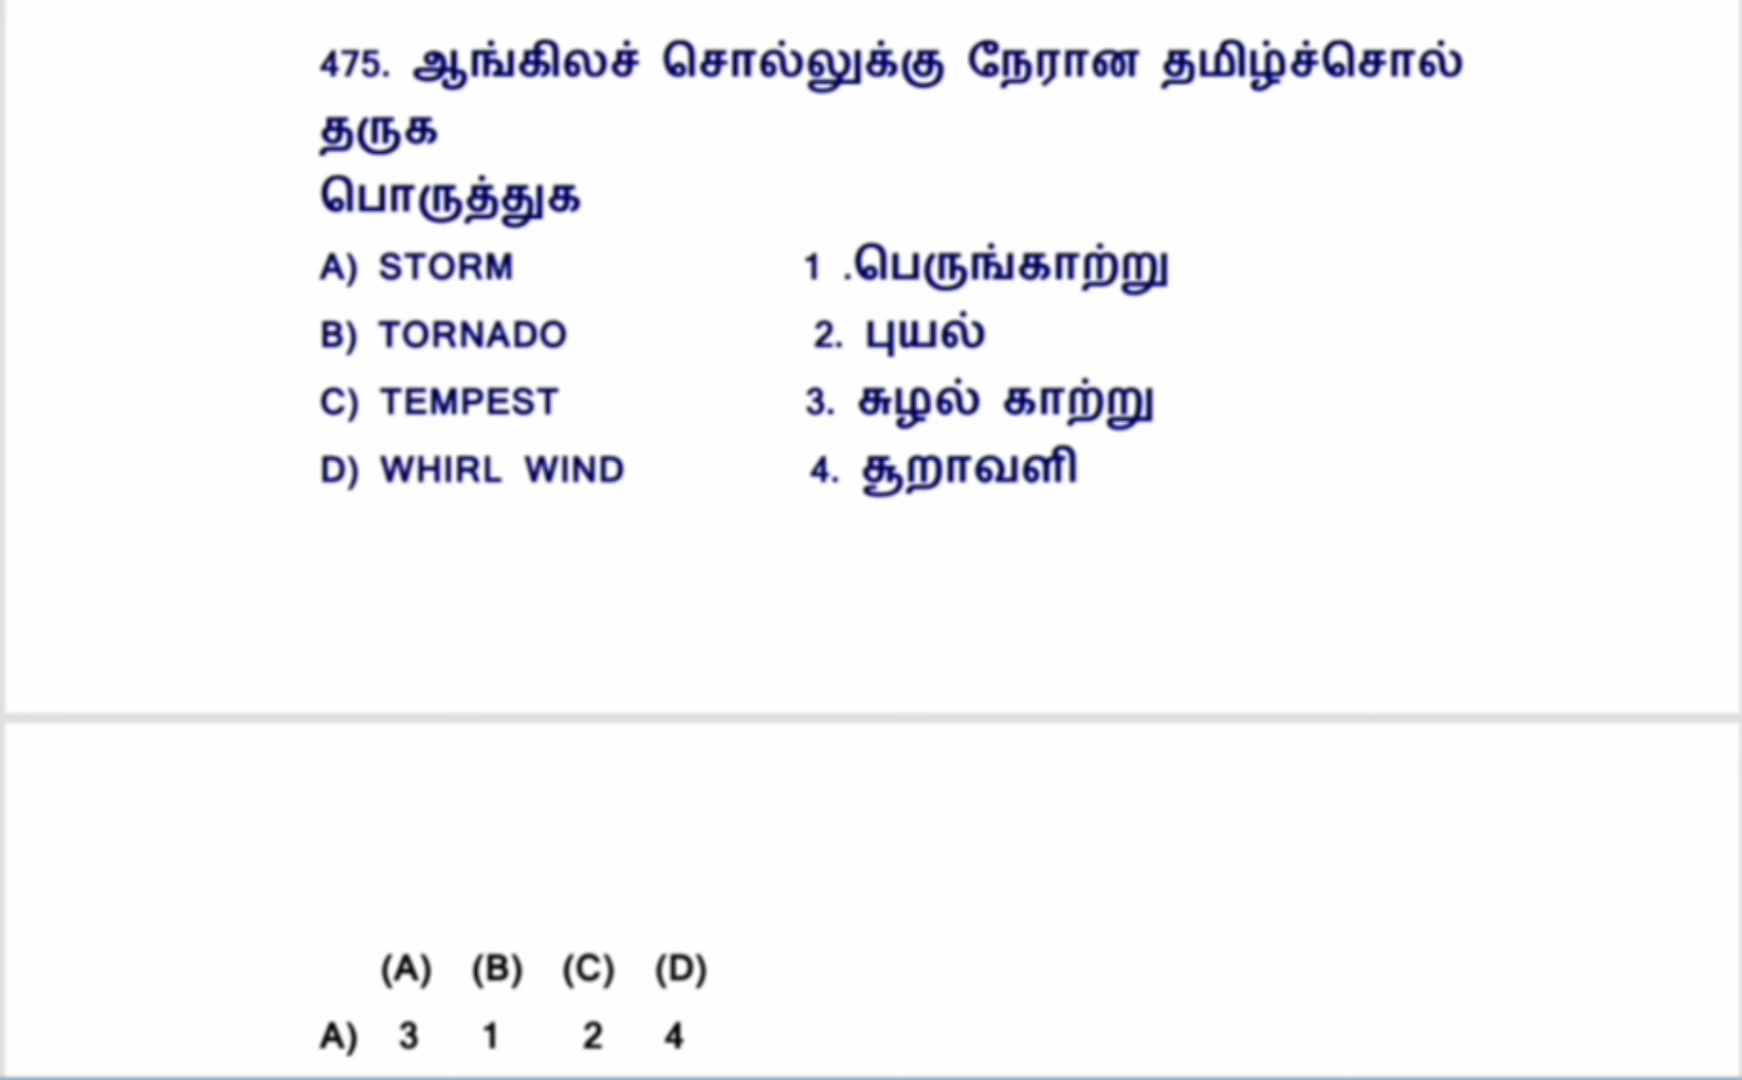 475. ஆங்கிலச் சொல்லுக்கு நேரான தமிழ்ச்சொல்
தருக
பொருத்துக
A) STORM 1 .பெருங்காற்று
B) TORNADO 2. புயல்
C) TEMPEST 3. சுழல் காற்று
D) WHIRL WIND 4. சூறாவளி
(A) (B) (C) (D)
A) 3 1 2 4